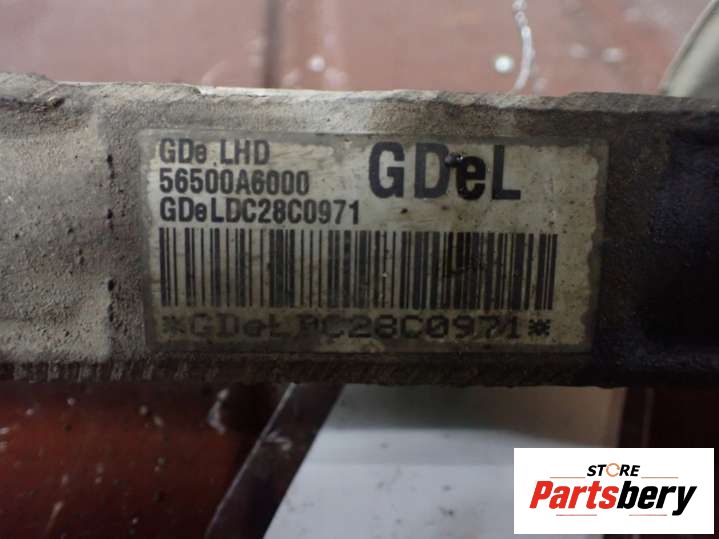 GDe LHD
GDeL
56500A6000
GDeLDC28C0971
*GDeLDC28C0971*
STORE
Partsbery